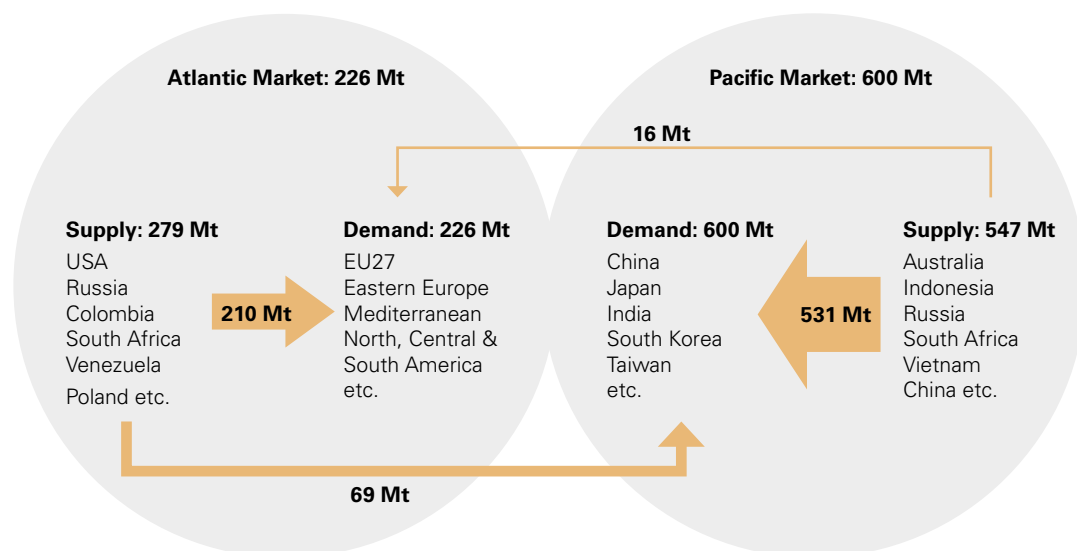 Atlantic Market: 226 Mt
Pacific Market: 600 Mt
16 Mt
Supply: 279 Mt
USA
Russia
Colombia
South Africa
Venezuela
Poland etc.
210 Mt
Demand: 226 Mt
EU27
Eastern Europe
Mediterranean
North, Central &
South America
etc.
Demand: 600 Mt
China
Japan
India
South Korea
Taiwan
etc.
531 Mt
Supply: 547 Mt
Australia
Indonesia
Russia
South Africa
Vietnam
China etc.
69 Mt